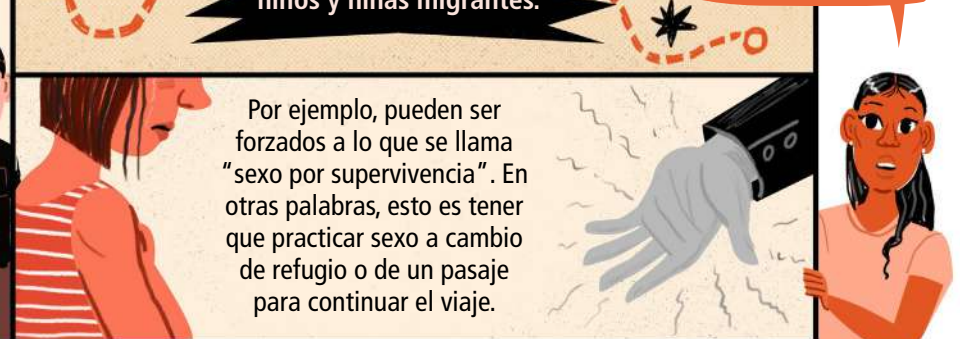 niños y niñas migrantes.
Por ejemplo, pueden ser
forzados a lo que se llama
“sexo por supervivencia”. En
otras palabras, esto es tener
que practicar sexo a cambio
de refugio o de un pasaje
para continuar el viaje.